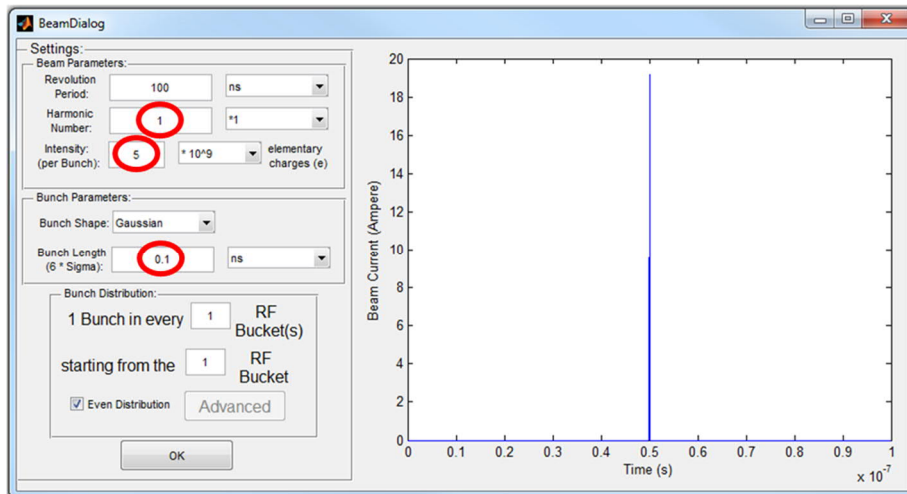 BeamDialog
Settings:
Beam Parameters:
Revolution
Period:
100
ns
Harmonic
Number:
1
*1
Intensity:
(per Bunch):
5
* 10^9
elementary
charges (e)
Bunch Parameters:
Bunch Shape:
Gaussian
Bunch Length
(6 * Sigma):
0.1
ns
Bunch Distribution:
1 Bunch in every 1 RF
Bucket(s)
starting from the 1 RF
Bucket
Even Distribution
Advanced
OK
Beam Current (Ampere)
20
18
16
14
12
10
8
6
4
2
0
0 0.1 0.2 0.3 0.4 0.5 0.6 0.7 0.8 0.9 1
Time (s)
x 10^-7